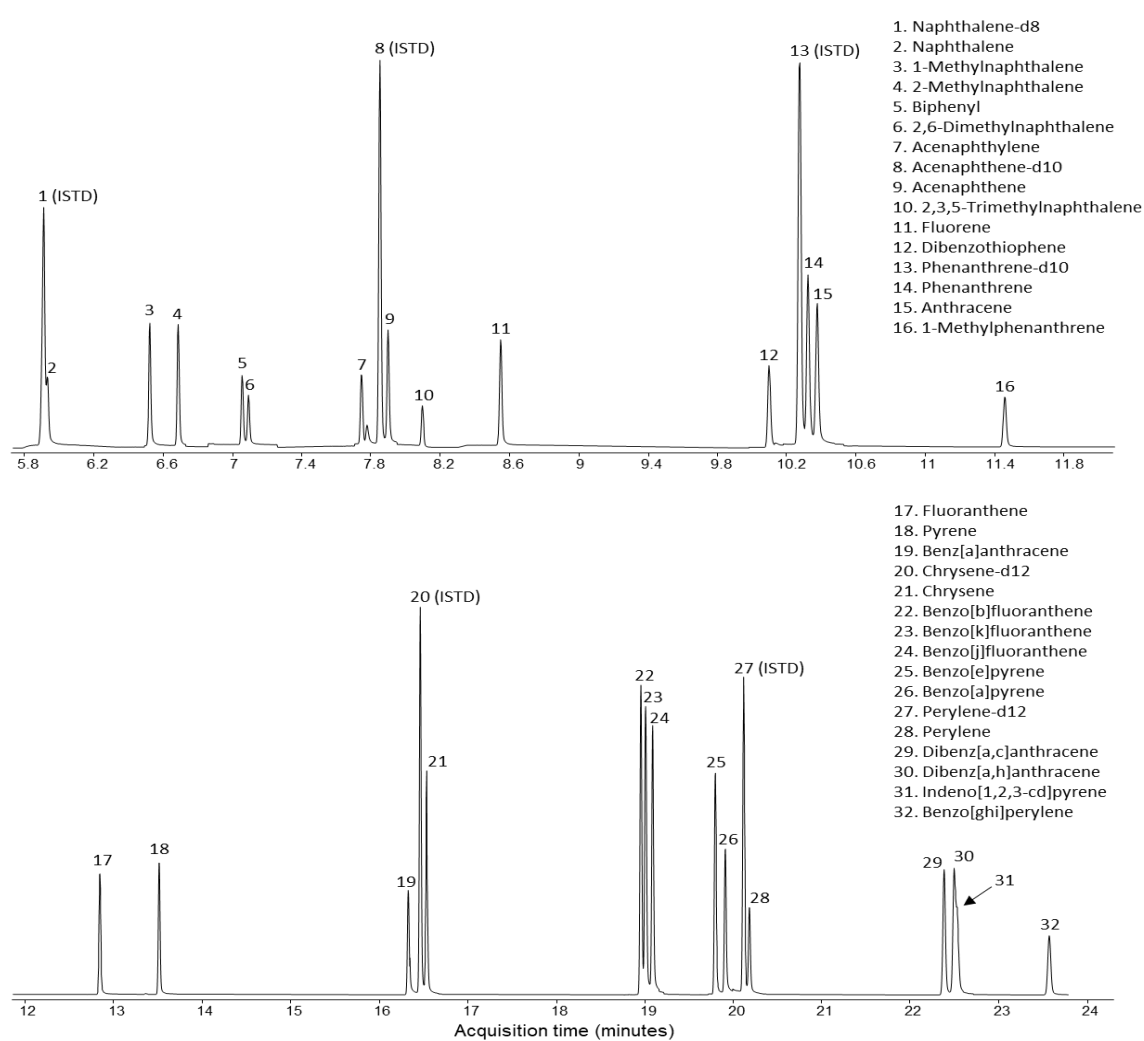 1. Naphthalene-d8
2. Naphthalene
3. 1-Methylnaphthalene
4. 2-Methylnaphthalene
5. Biphenyl
6. 2,6-Dimethylnaphthalene
7. Acenaphthylene
8. Acenaphthene-d10
9. Acenaphthene
10. 2,3,5-Trimethylnaphthalene
11. Fluorene
12. Dibenzothiophene
13. Phenanthrene-d10
14. Phenanthrene
15. Anthracene
16. 1-Methylphenanthrene
1 (ISTD)
2
3
4
5
6
7
8 (ISTD)
9
10
11
12
13 (ISTD)
14
15
16
5.8 6.2 6.6 7 7.4 7.8 8.2 8.6 9 9.4 9.8 10.2 10.6 11 11.4 11.8
17. Fluoranthene
18. Pyrene
19. Benz[a]anthracene
20. Chrysene-d12
21. Chrysene
22. Benzo[b]fluoranthene
23. Benzo[k]fluoranthene
24. Benzo[j]fluoranthene
25. Benzo[e]pyrene
26. Benzo[a]pyrene
27. Perylene-d12
28. Perylene
29. Dibenz[a,c]anthracene
30. Dibenz[a,h]anthracene
31. Indeno[1,2,3-cd]pyrene
32. Benzo[ghi]perylene
17
18
19
20 (ISTD)
21
22
23
24
25
26
27 (ISTD)
28
29
30
31
32
12 13 14 15 16 17 18 19 20 21 22 23 24
Acquisition time (minutes)